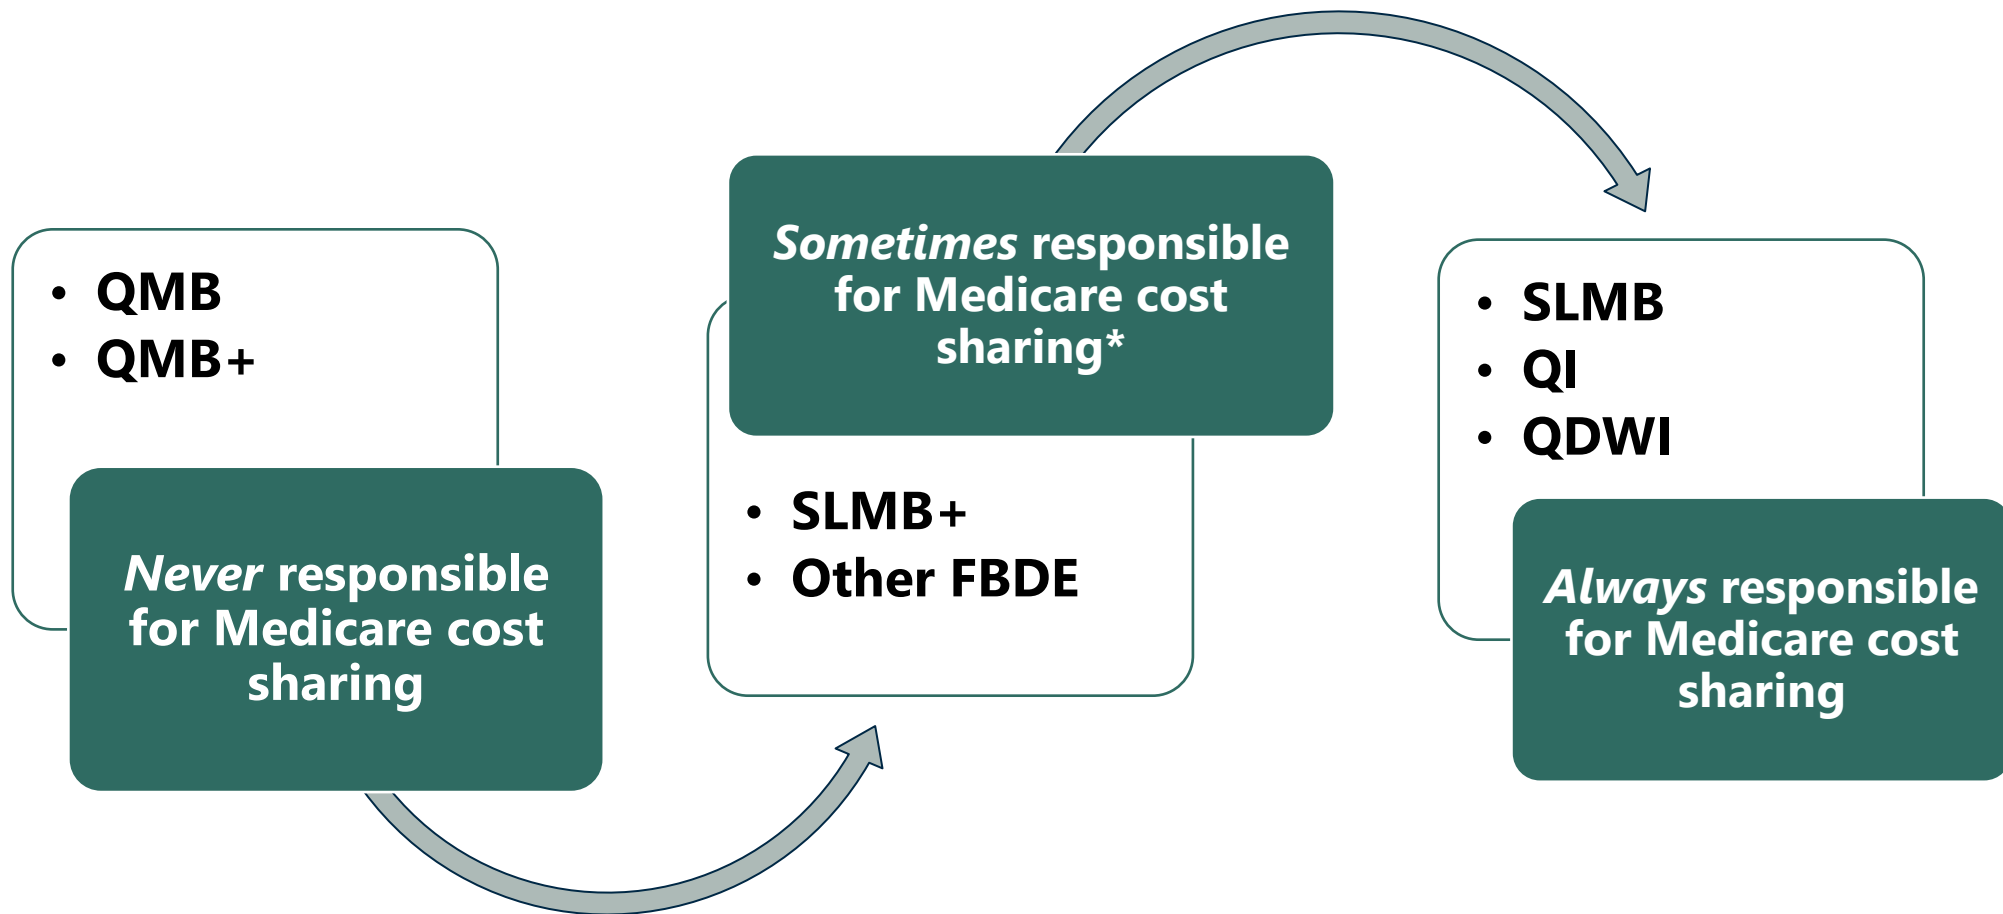 • QMB
• QMB+
Never responsible
for Medicare cost
sharing
Sometimes responsible
for Medicare cost
sharing*
• SLMB+
• Other FBDE
• SLMB
• QI
• QDWI
Always responsible
for Medicare cost
sharing